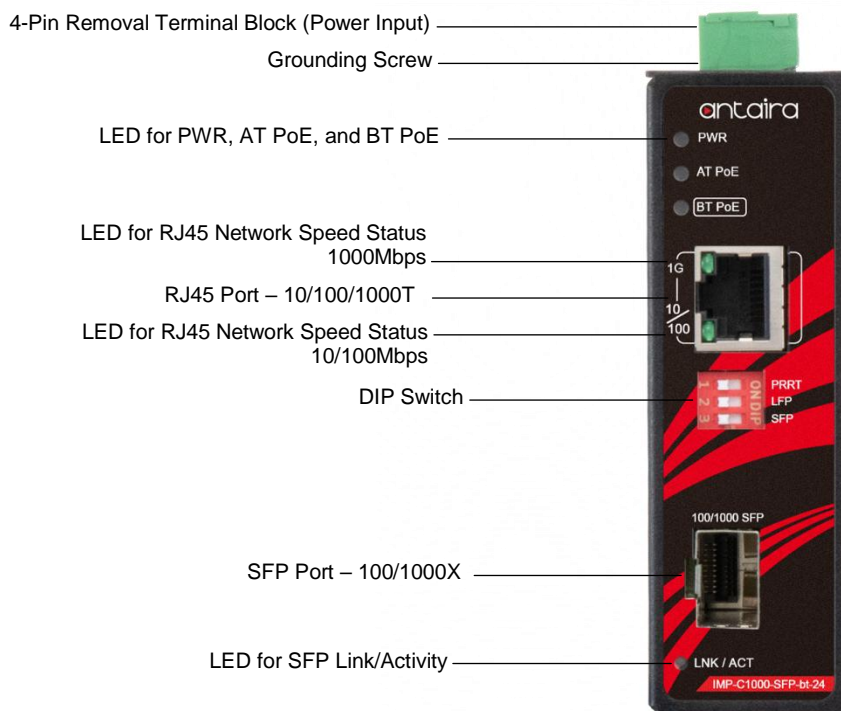 4-Pin Removal Terminal Block (Power Input)
Grounding Screw
antaira
LED for PWR, AT PoE, and BT PoE
PWR
AT PoE
BT PoE
LED for RJ45 Network Speed Status
1000Mbps
1G
RJ45 Port – 10/100/1000T
10/100
LED for RJ45 Network Speed Status
10/100Mbps
DIP Switch
1
2
3
ON DIP
PRRT
LFP
SFP
100/1000 SFP
SFP Port – 100/1000X
LED for SFP Link/Activity
LNK / ACT
IMP-C1000-SFP-bt-24